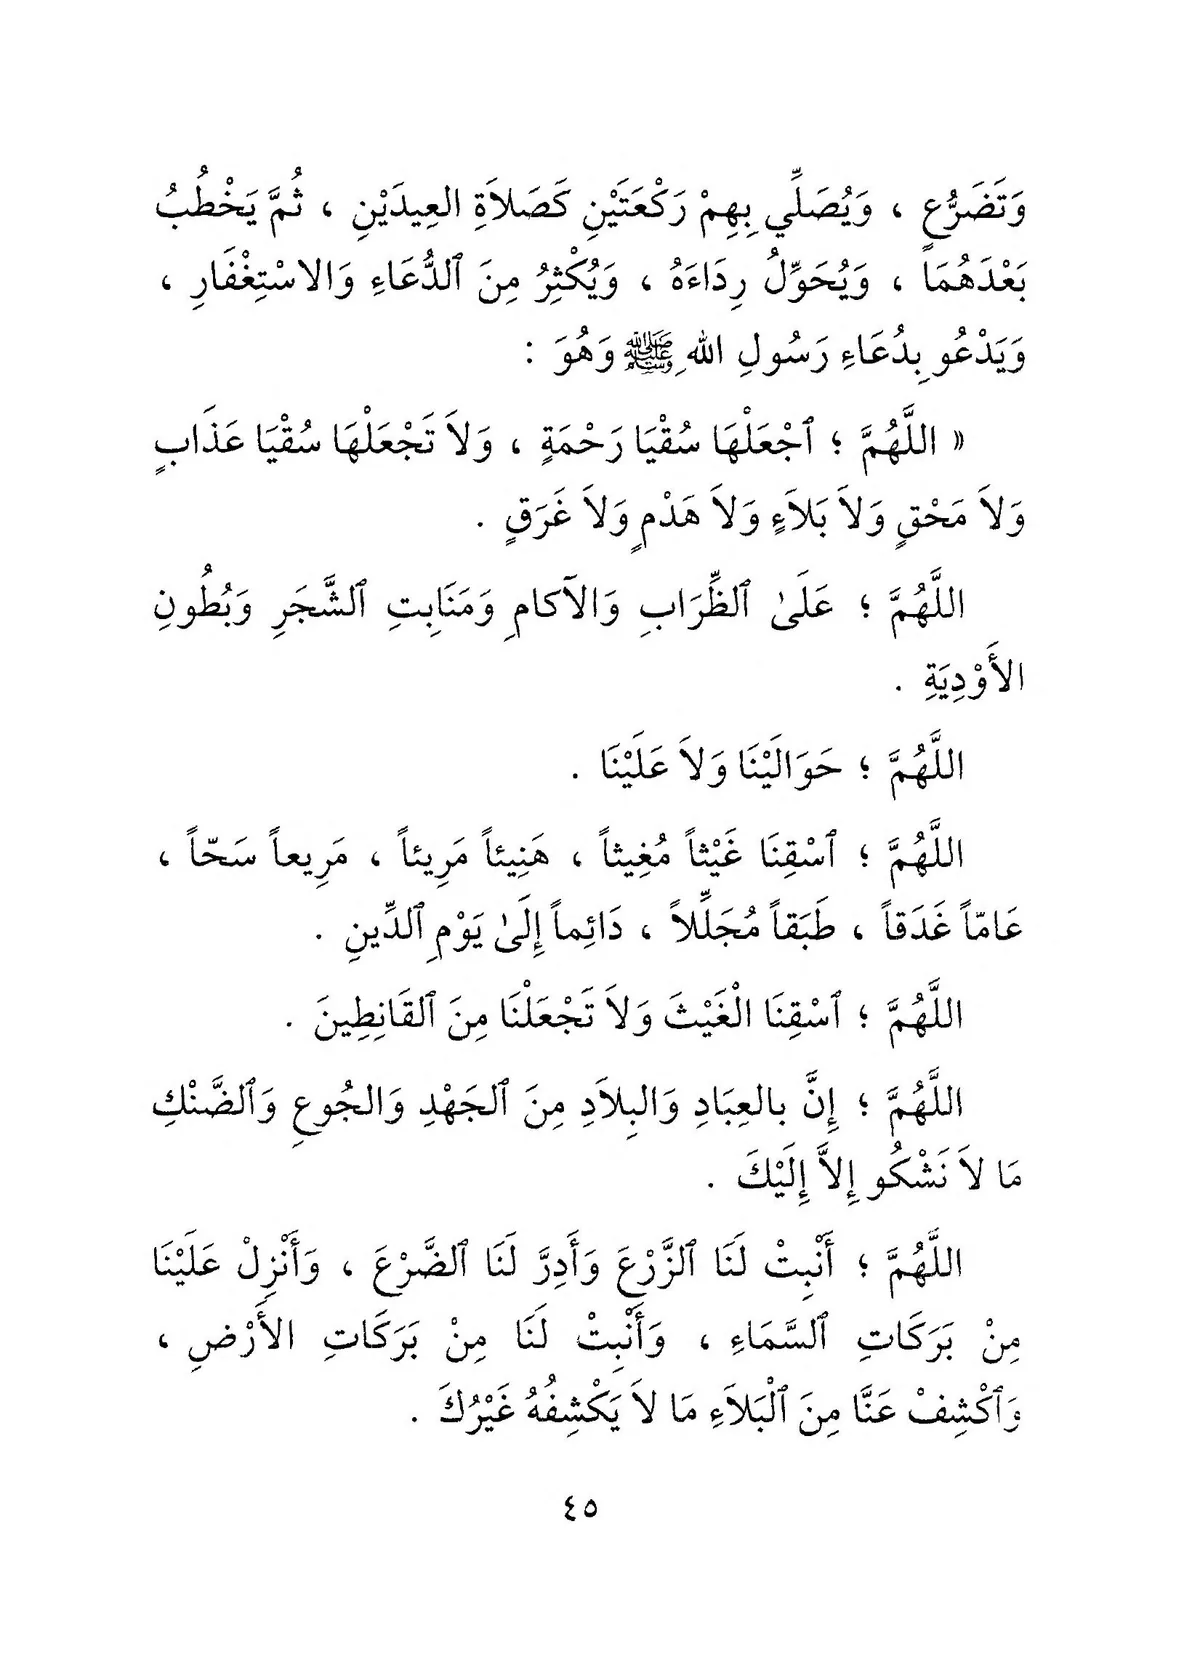 وَتَضَرُّعٍ ، وَيُصَلِّي بِهِمْ رَكْعَتَيْنِ كَصَلاَةِ العِيدَيْنِ ، ثُمَّ يَخْطُبُ
بَعْدَهُمَا ، وَيُحَوِّلُ رِدَاءَهُ ، وَيُكْثِرُ مِنَ ٱلدُّعَاءِ وَالاسْتِغْفَارِ ،
وَيَدْعُو بِدُعَاءِ رَسُولِ اللهِ ﷺ وَهُوَ :
« اللَّهُمَّ ؛ ٱجْعَلْهَا سُقْيَا رَحْمَةٍ ، وَلاَ تَجْعَلْهَا سُقْيَا عَذَابٍ
وَلاَ مَحْقٍ وَلاَ بَلاَءٍ وَلاَ هَدْمٍ وَلاَ غَرَقٍ .
اللَّهُمَّ ؛ عَلَىٰ ٱلظِّرَابِ وَالآكامِ وَمَنَابِتِ ٱلشَّجَرِ وَبُطُونِ
الأَوْدِيَةِ .
اللَّهُمَّ ؛ حَوَالَيْنَا وَلاَ عَلَيْنَا .
اللَّهُمَّ ؛ ٱسْقِنَا غَيْثاً مُغِيثاً ، هَنِيئاً مَرِيئاً ، مَرِيعاً سَحّاً ،
عَامّاً غَدَقاً ، طَبَقاً مُجَلِّلاً ، دَائِماً إِلَىٰ يَوْمِ ٱلدِّينِ .
اللَّهُمَّ ؛ ٱسْقِنَا الْغَيْثَ وَلاَ تَجْعَلْنَا مِنَ ٱلقَانِطِينَ .
اللَّهُمَّ ؛ إِنَّ بالعِبَادِ وَالبِلاَدِ مِنَ ٱلجَهْدِ وَالجُوعِ وَٱلضَّنْكِ
مَا لاَ نَشْكُو إِلاَّ إِلَيْكَ .
اللَّهُمَّ ؛ أَنْبِتْ لَنَا ٱلزَّرْعَ وَأَدِرَّ لَنَا ٱلضَّرْعَ ، وَأَنْزِلْ عَلَيْنَا
مِنْ بَرَكَاتِ ٱلسَّمَاءِ ، وَأَنْبِتْ لَنَا مِنْ بَرَكَاتِ الأَرْضِ ،
وَٱكْشِفْ عَنَّا مِنَ ٱلْبَلاَءِ مَا لاَ يَكْشِفُهُ غَيْرُكَ .
٤٥